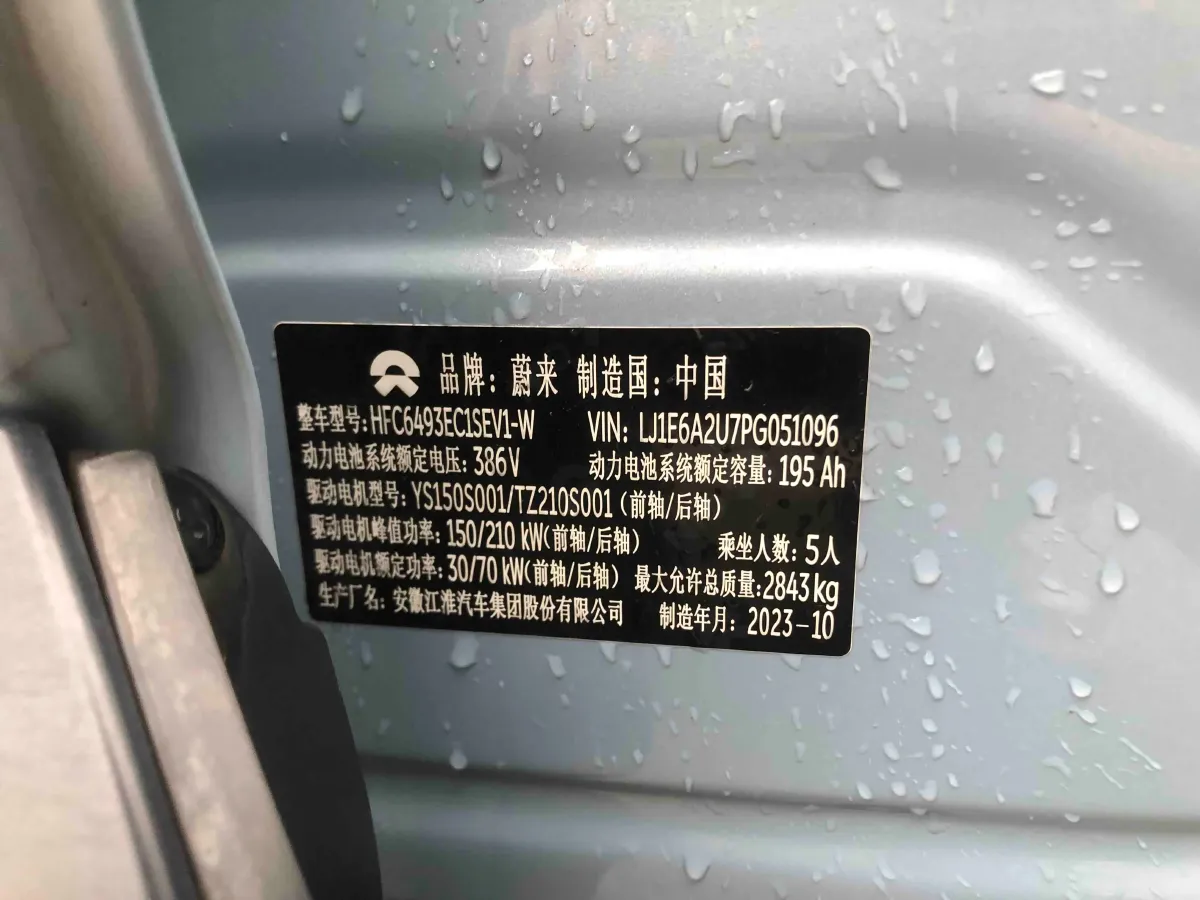 品牌：蔚来 制造国：中国
整车型号：HFC6493EC1SEV1-W VIN：LJ1E6A2U7PG051096
动力电池系统额定电压：386V 动力电池系统额定容量：195 Ah
驱动电机型号：YS150S001/TZ210S001（前轴/后轴）
驱动电机峰值功率：150/210 kW(前轴/后轴) 乘坐人数：5人
驱动电机额定功率：30/70 kW(前轴/后轴) 最大允许总质量：2843kg
生产厂名：安徽江淮汽车集团股份有限公司 制造年月：2023-10